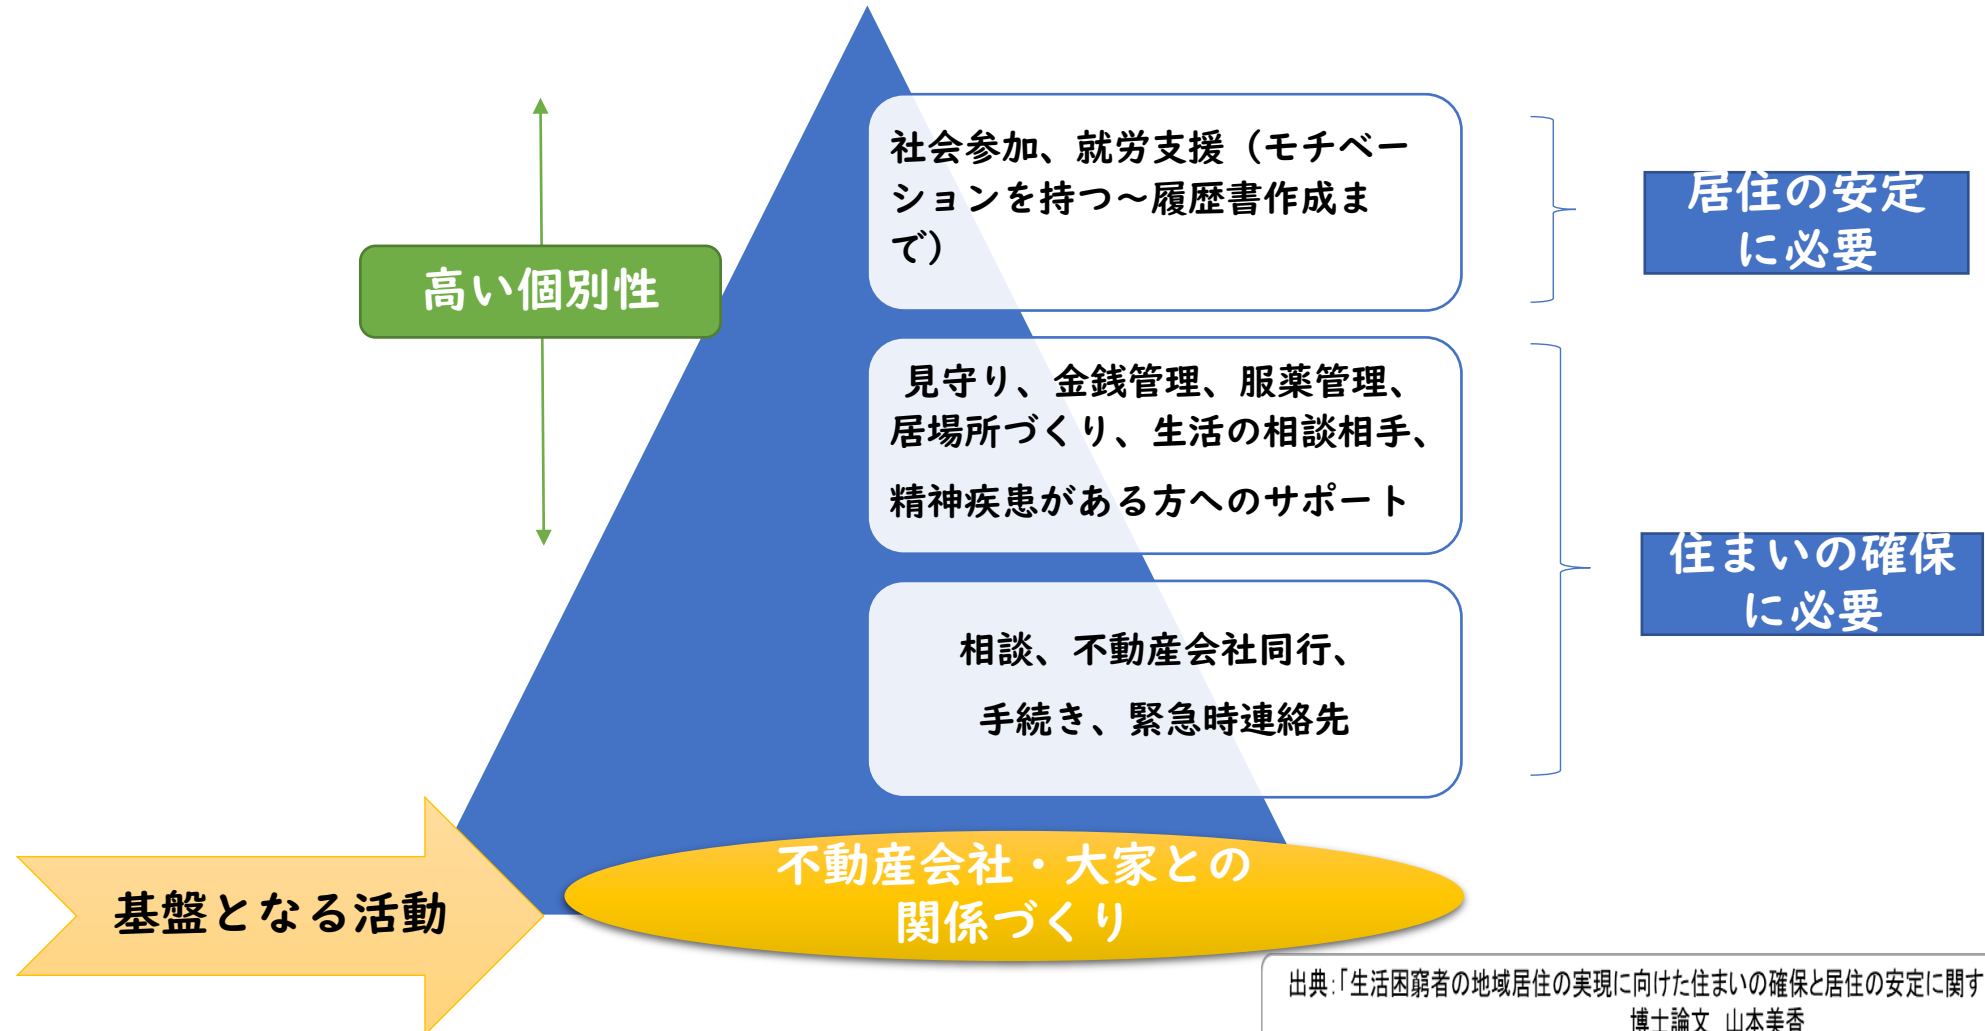 社会参加、就労支援（モチベー
ションを持つ～履歴書作成ま
で）
居住の安定
に必要
高い個別性
見守り、金銭管理、服薬管理、
居場所づくり、生活の相談相手、
精神疾患がある方へのサポート
住まいの確保
に必要
相談、不動産会社同行、
手続き、緊急時連絡先
不動産会社・大家との
関係づくり
基盤となる活動
出典：「生活困窮者の地域居住の実現に向けた住まいの確保と居住の安定に関す
博士論文 山本美香